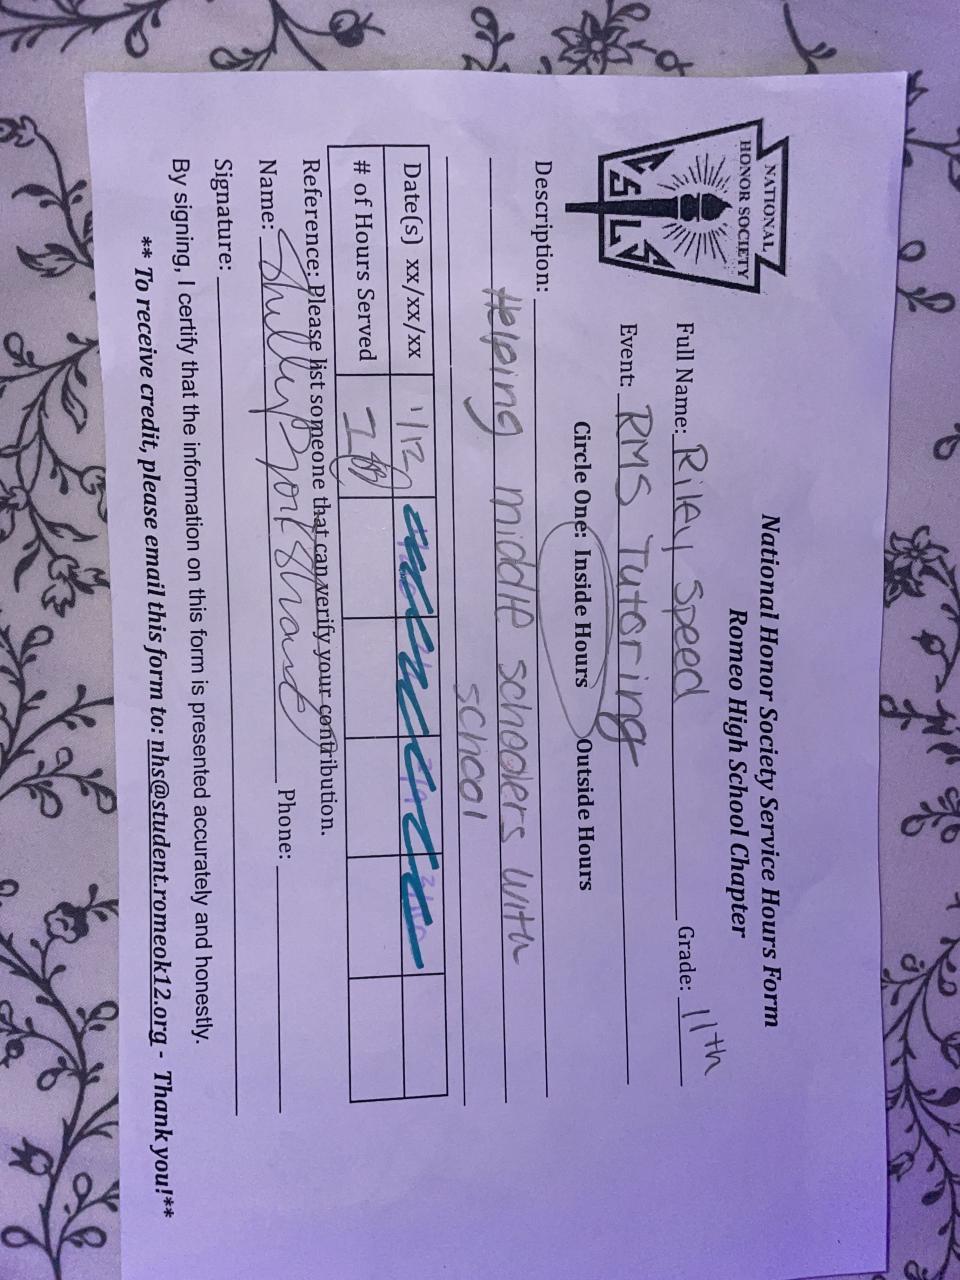 National Honor Society Service Hours Form
Romeo High School Chapter
NATIONAL
HONOR SOCIETY
C S L S
Full Name: Riley Speed Grade: 11th
Event: RMS Tutoring
Circle One: Inside Hours Outside Hours
Description:
Helping middle schoolers with
school
Date(s) xx/xx/xx 1/12
# of Hours Served 1
Reference: Please list someone that can verify your contribution.
Name: Phone:
Signature:
By signing, I certify that the information on this form is presented accurately and honestly.
** To receive credit, please email this form to: nhs@student.romeok12.org - Thank you!**